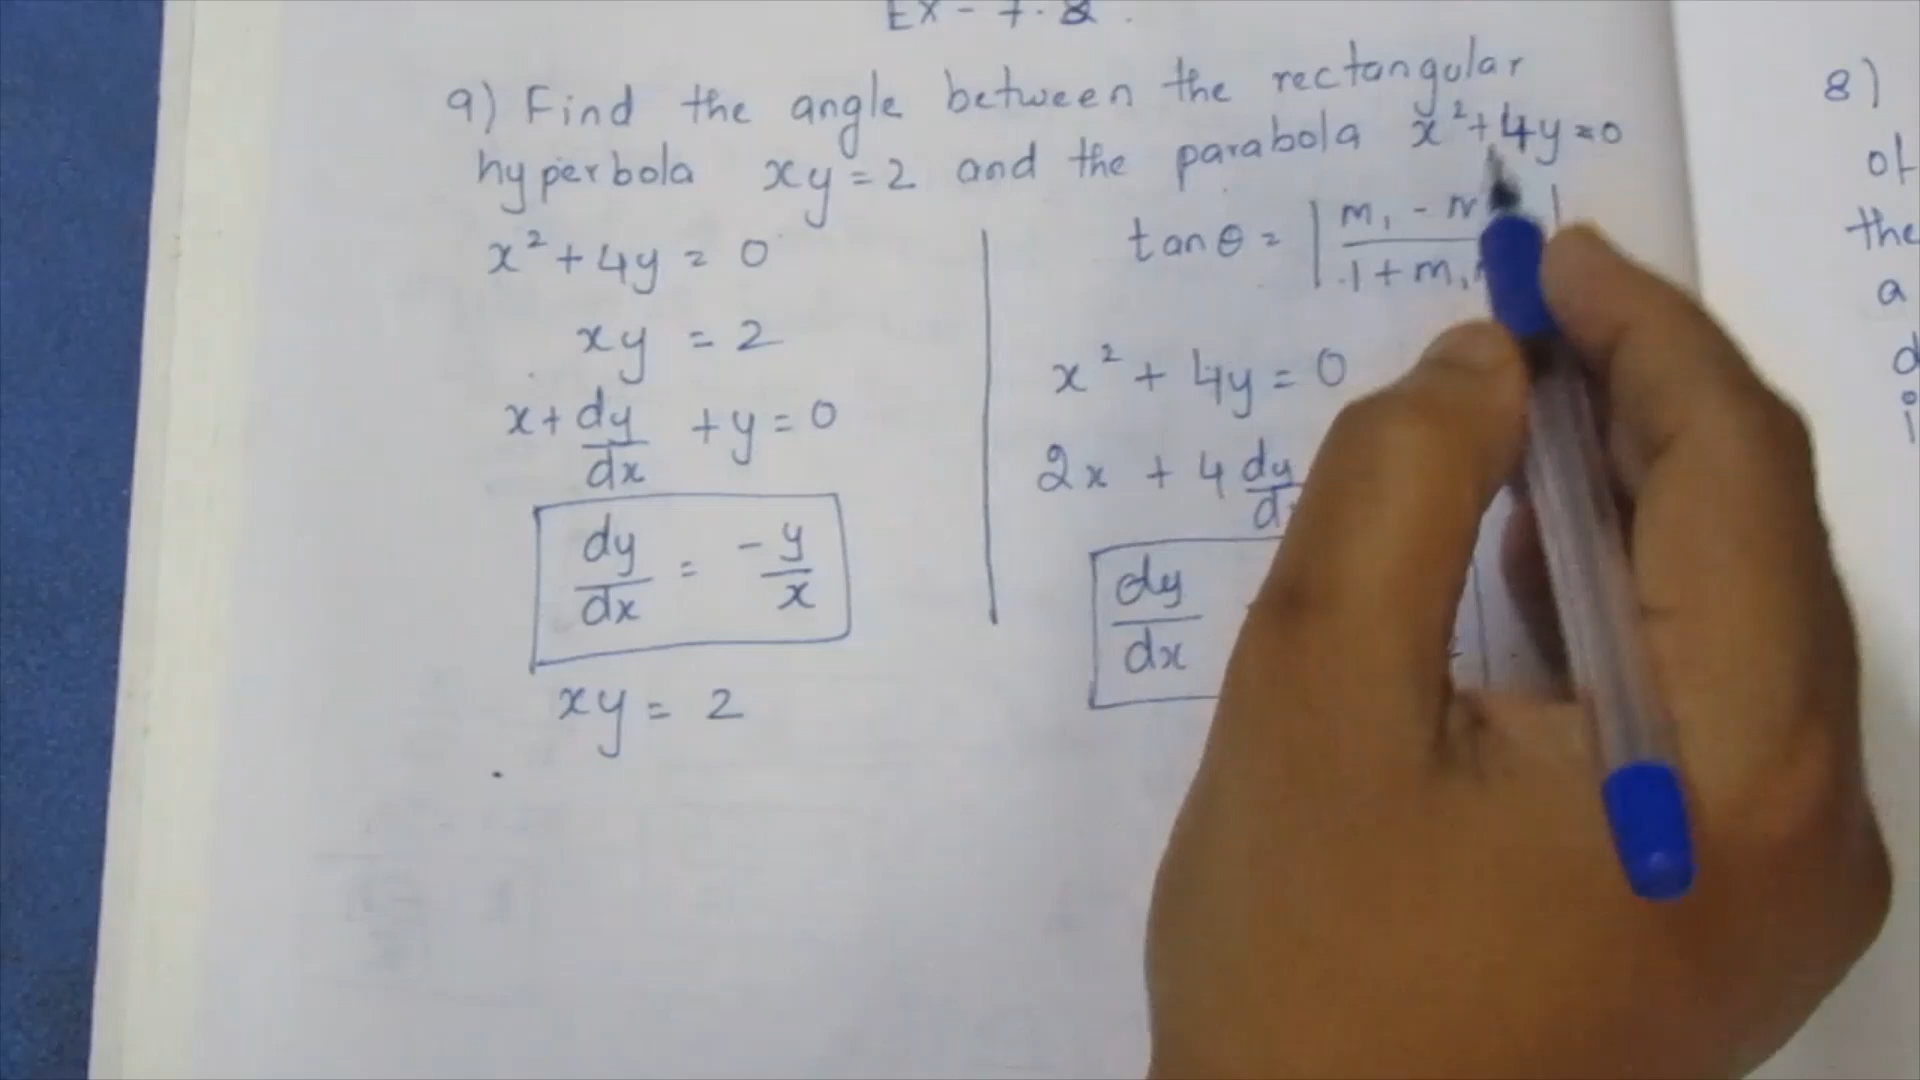 Ex - 7.2
9) Find the angle between the rectangular
hyperbola xy = 2 and the parabola x² + 4y = 0
x² + 4y = 0
xy = 2
x + dy/dx + y = 0
dy/dx = - y/x
xy = 2
tan θ = | m₁ -
1 + m₁
x² + 4y = 0
2x + 4 dy
dy/dx
8)
of
the
a